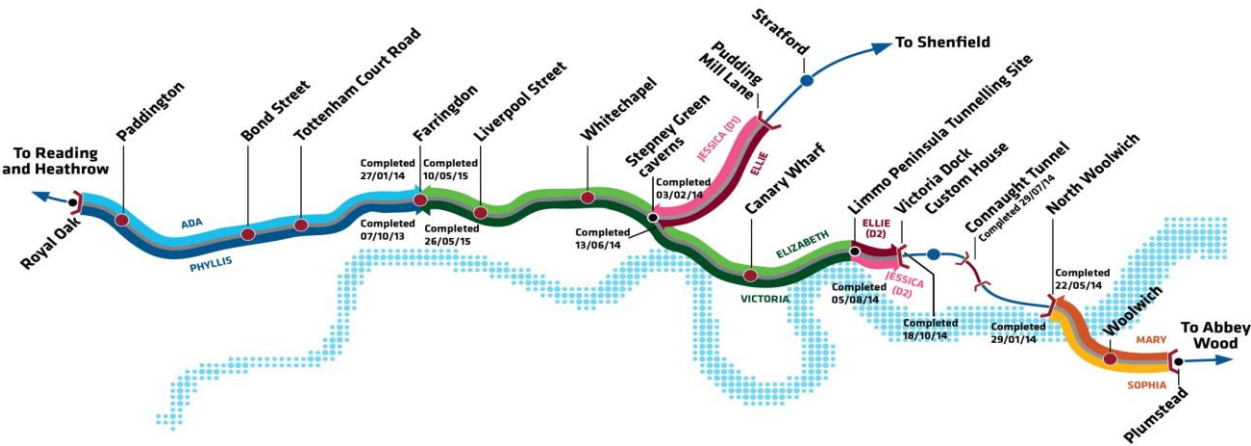 To Reading
and Heathrow
Royal Oak
Paddington
ADA
PHYLLIS
Bond Street
Tottenham Court Road
Farringdon
Completed
27/01/14
Completed
10/05/15
Completed
07/10/13
Completed
26/05/15
Liverpool Street
Whitechapel
Stepney Green
caverns
Completed
03/02/14
Completed
13/06/14
JESSICA (D1)
ELLIE
Pudding
Mill Lane
Stratford
To Shenfield
Canary Wharf
ELIZABETH
VICTORIA
Limmo Peninsula Tunnelling Site
ELLIE
(D2)
JESSICA
(D2)
Completed
05/08/14
Victoria Dock
Completed
18/10/14
Custom House
Connaught Tunnel
Completed 29/07/14
North Woolwich
Completed
22/05/14
Completed
29/01/14
Woolwich
MARY
SOPHIA
To Abbey
Wood
Plumstead